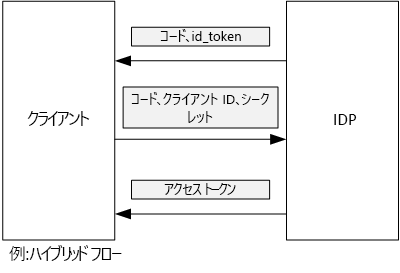 コード、id_token
コード、クライアント ID、シーク
レット
クライアント
IDP
アクセス トークン
例:ハイブリッド フロー